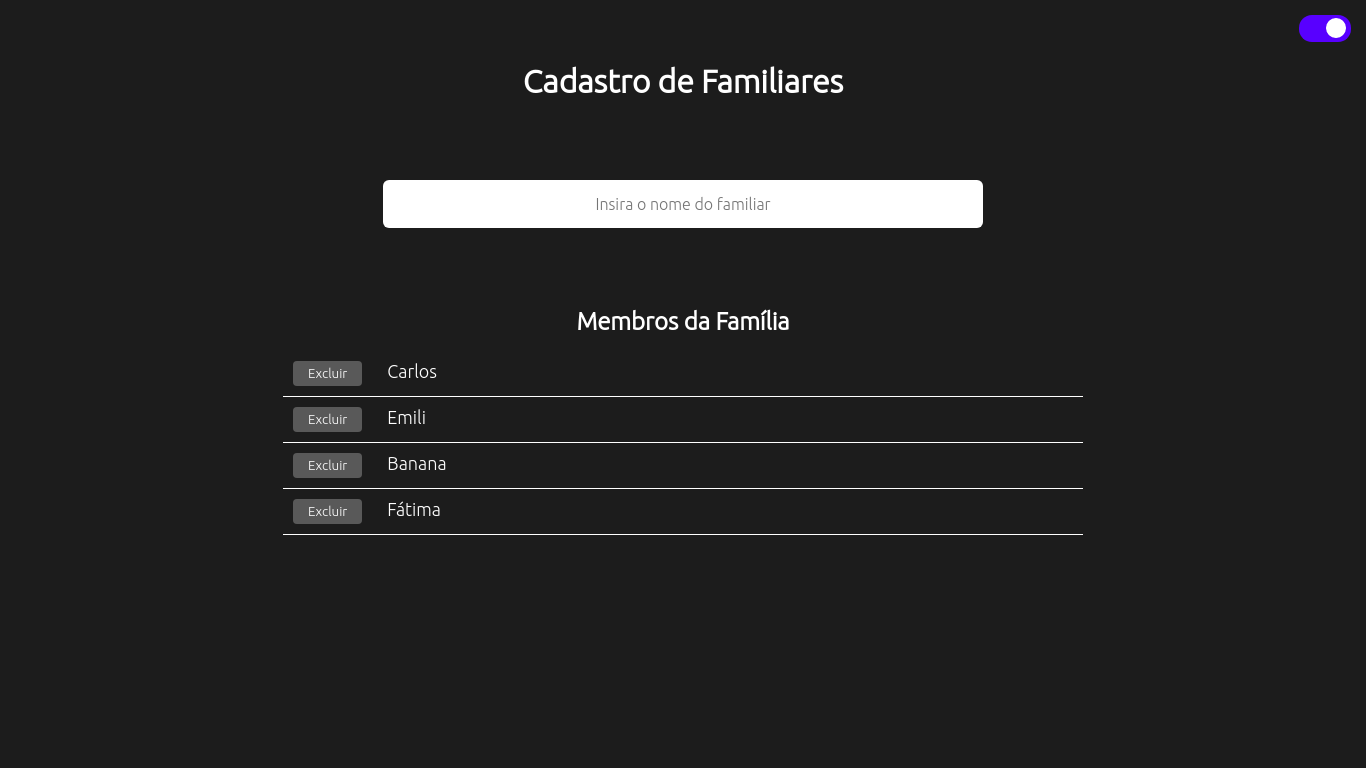 Cadastro de Familiares
Insira o nome do familiar
Membros da Família
Excluir Carlos
Excluir Emili
Excluir Banana
Excluir Fátima